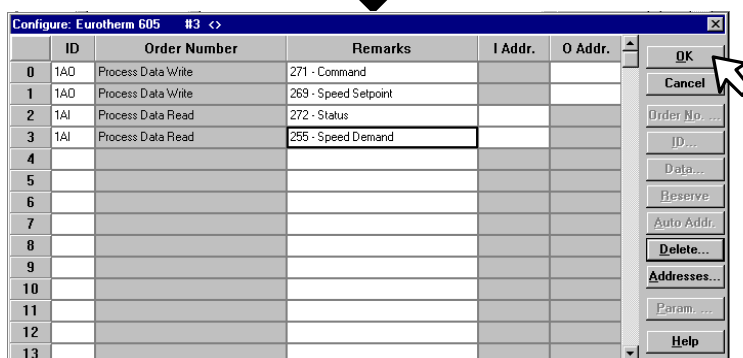 Configure: Eurotherm 605 #3 <>
ID Order Number Remarks I Addr. O Addr.
0 1AO Process Data Write 271 - Command
1 1AO Process Data Write 269 - Speed Setpoint
2 1AI Process Data Read 272 - Status
3 1AI Process Data Read 255 - Speed Demand
4
5
6
7
8
9
10
11
12
13
OK
Cancel
Order No. ...
ID...
Data...
Reserve
Auto Addr.
Delete...
Addresses...
Param. ...
Help